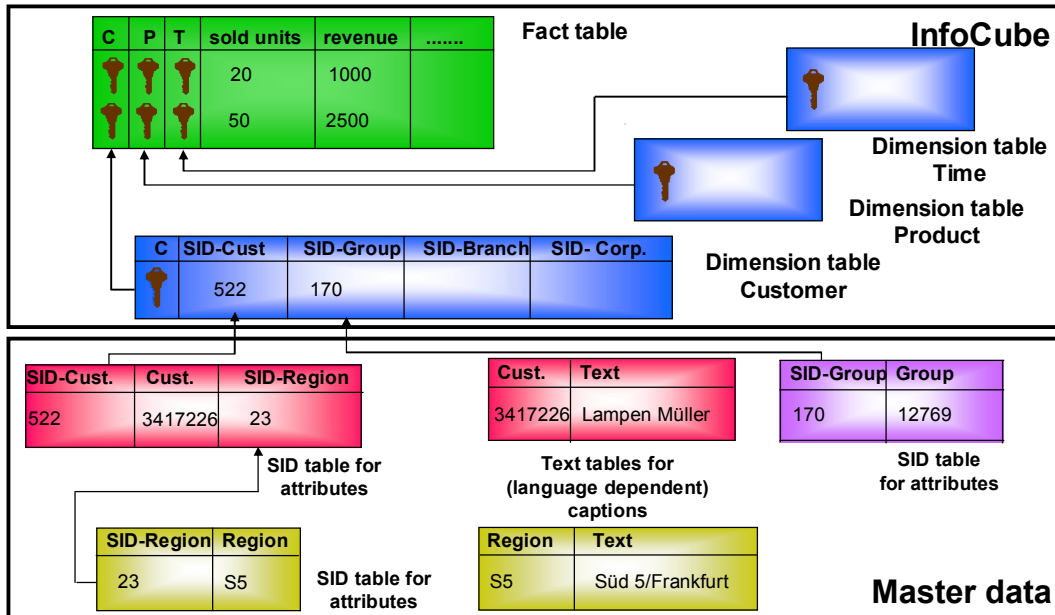 C P T sold units revenue .......
20 1000
50 2500
Fact table
InfoCube
Dimension table
Time
Dimension table
Product
C SID-Cust SID-Group SID-Branch SID- Corp.
522 170
Dimension table
Customer
SID-Cust. Cust. SID-Region
522 3417226 23
SID table for
attributes
Cust. Text
3417226 Lampen Müller
Text tables for
(language dependent)
captions
SID-Group Group
170 12769
SID table
for attributes
SID-Region Region
23 S5
SID table for
attributes
Region Text
S5 Süd 5/Frankfurt
Master data